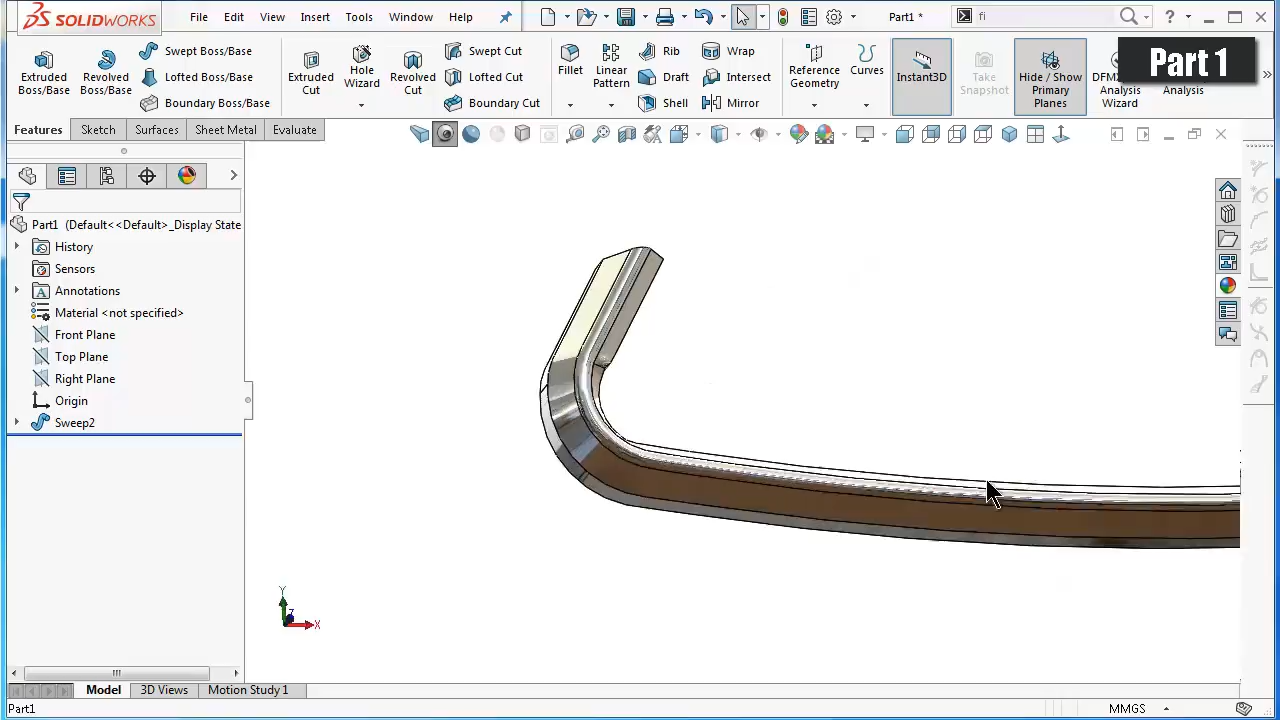 SOLIDWORKS File Edit View Insert Tools Window Help Part1 * fi ?
Part 1
Extruded Boss/Base
Revolved Boss/Base
Swept Boss/Base
Lofted Boss/Base
Boundary Boss/Base
Extruded Cut
Hole Wizard
Revolved Cut
Swept Cut
Lofted Cut
Boundary Cut
Fillet
Linear Pattern
Rib
Draft
Shell
Wrap
Intersect
Mirror
Reference Geometry
Curves
Instant3D
Take Snapshot
Hide / Show Primary Planes
Analysis Wizard
Analysis
Features Sketch Surfaces Sheet Metal Evaluate
Part1 (Default<<Default>_Display State
History
Sensors
Annotations
Material <not specified>
Front Plane
Top Plane
Right Plane
Origin
Sweep2
Y
Z
X
Model 3D Views Motion Study 1
Part1 MMGS